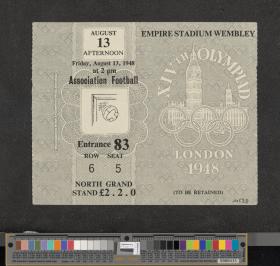 AUGUST
13
AFTERNOON
Friday, August 13, 1948
at 2 pm
Association Football
Entrance 83
ROW SEAT
6 5
NORTH GRAND
STAND £2.2.0
EMPIRE STADIUM WEMBLEY
XIVTH OLYMPIAD
LONDON
1948
(TO BE RETAINED)